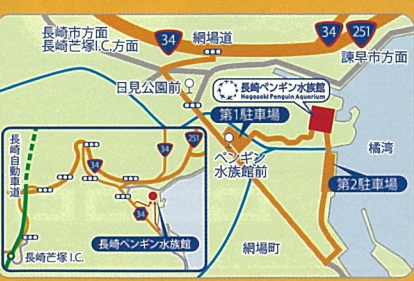 長崎市方面
長崎芒塚I.C.方面
34
網場道
34
251
諫早市方面
日見公園前
長崎ペンギン水族館
Nagasaki Penguin Aquarium
第1駐車場
ペンギン
水族館前
橘湾
第2駐車場
網場町
長崎自動車道
34
34
251
34
長崎ペンギン水族館
長崎芒塚I.C.